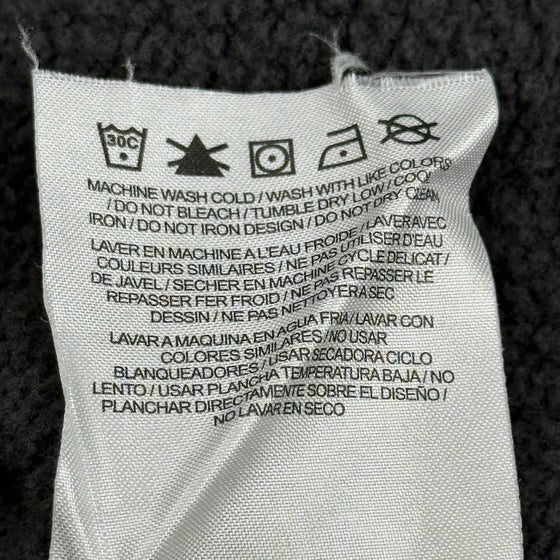 30C
MACHINE WASH COLD / WASH WITH LIKE COLORS
/ DO NOT BLEACH / TUMBLE DRY LOW / COOL
IRON / DO NOT IRON DESIGN / DO NOT DRY-CLEAN
LAVER EN MACHINE A L'EAU FROIDE / LAVER AVEC
COULEURS SIMILAIRES / NE PAS UTILISER D'EAU
DE JAVEL / SECHER EN MACHINE CYCLE DELICAT /
REPASSER FER FROID / NE PAS REPASSER LE
DESSIN / NE PAS NETTOYER A SEC
LAVAR A MAQUINA EN AGUA FRIA / LAVAR CON
COLORES SIMILARES / NO USAR
BLANQUEADORES / USAR SECADORA CICLO
LENTO / USAR PLANCHA TEMPERATURA BAJA / NO
PLANCHAR DIRECTAMENTE SOBRE EL DISEÑO /
NO LAVAR EN SECO